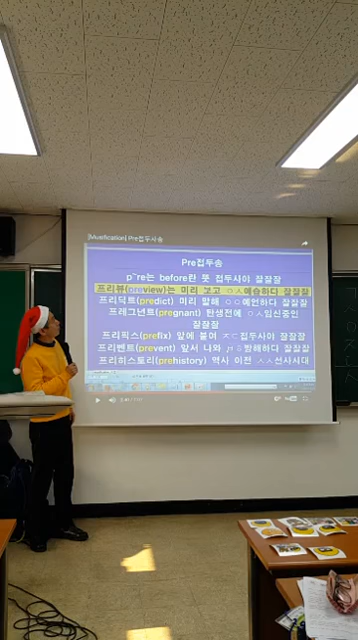 [Musification] Pre접두사송
Pre접두송
p~re는 before란 뜻 접두사야 잘잘잘
프리뷰(preview)는 미리 보고 ㅇㅅ예습하다 잘잘잘
프리딕트(predict) 미리 말해 ㅇㅇ예언하다 잘잘잘
프레그넌트(pregnant) 탄생전에 ㅇㅅ임신중인
잘잘잘
프리픽스(prefix) 앞에 붙여 ㅈㄷ접두사야 잘잘잘
프리벤트(prevent) 앞서 나와 방해하다 잘잘잘
프리히스토리(prehistory) 역사 이전 ㅅㅅ선사시대